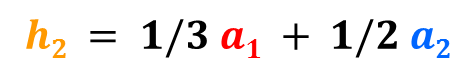 h₂ = 1/3 a₁ + 1/2 a₂